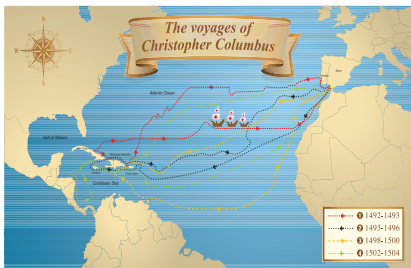 The voyages of
Christopher Columbus
N
W
E
S
Atlantic Ocean
Spain
Gulf of Mexico
Caribbean Sea
1 1492-1493
2 1493-1496
3 1498-1500
4 1502-1504